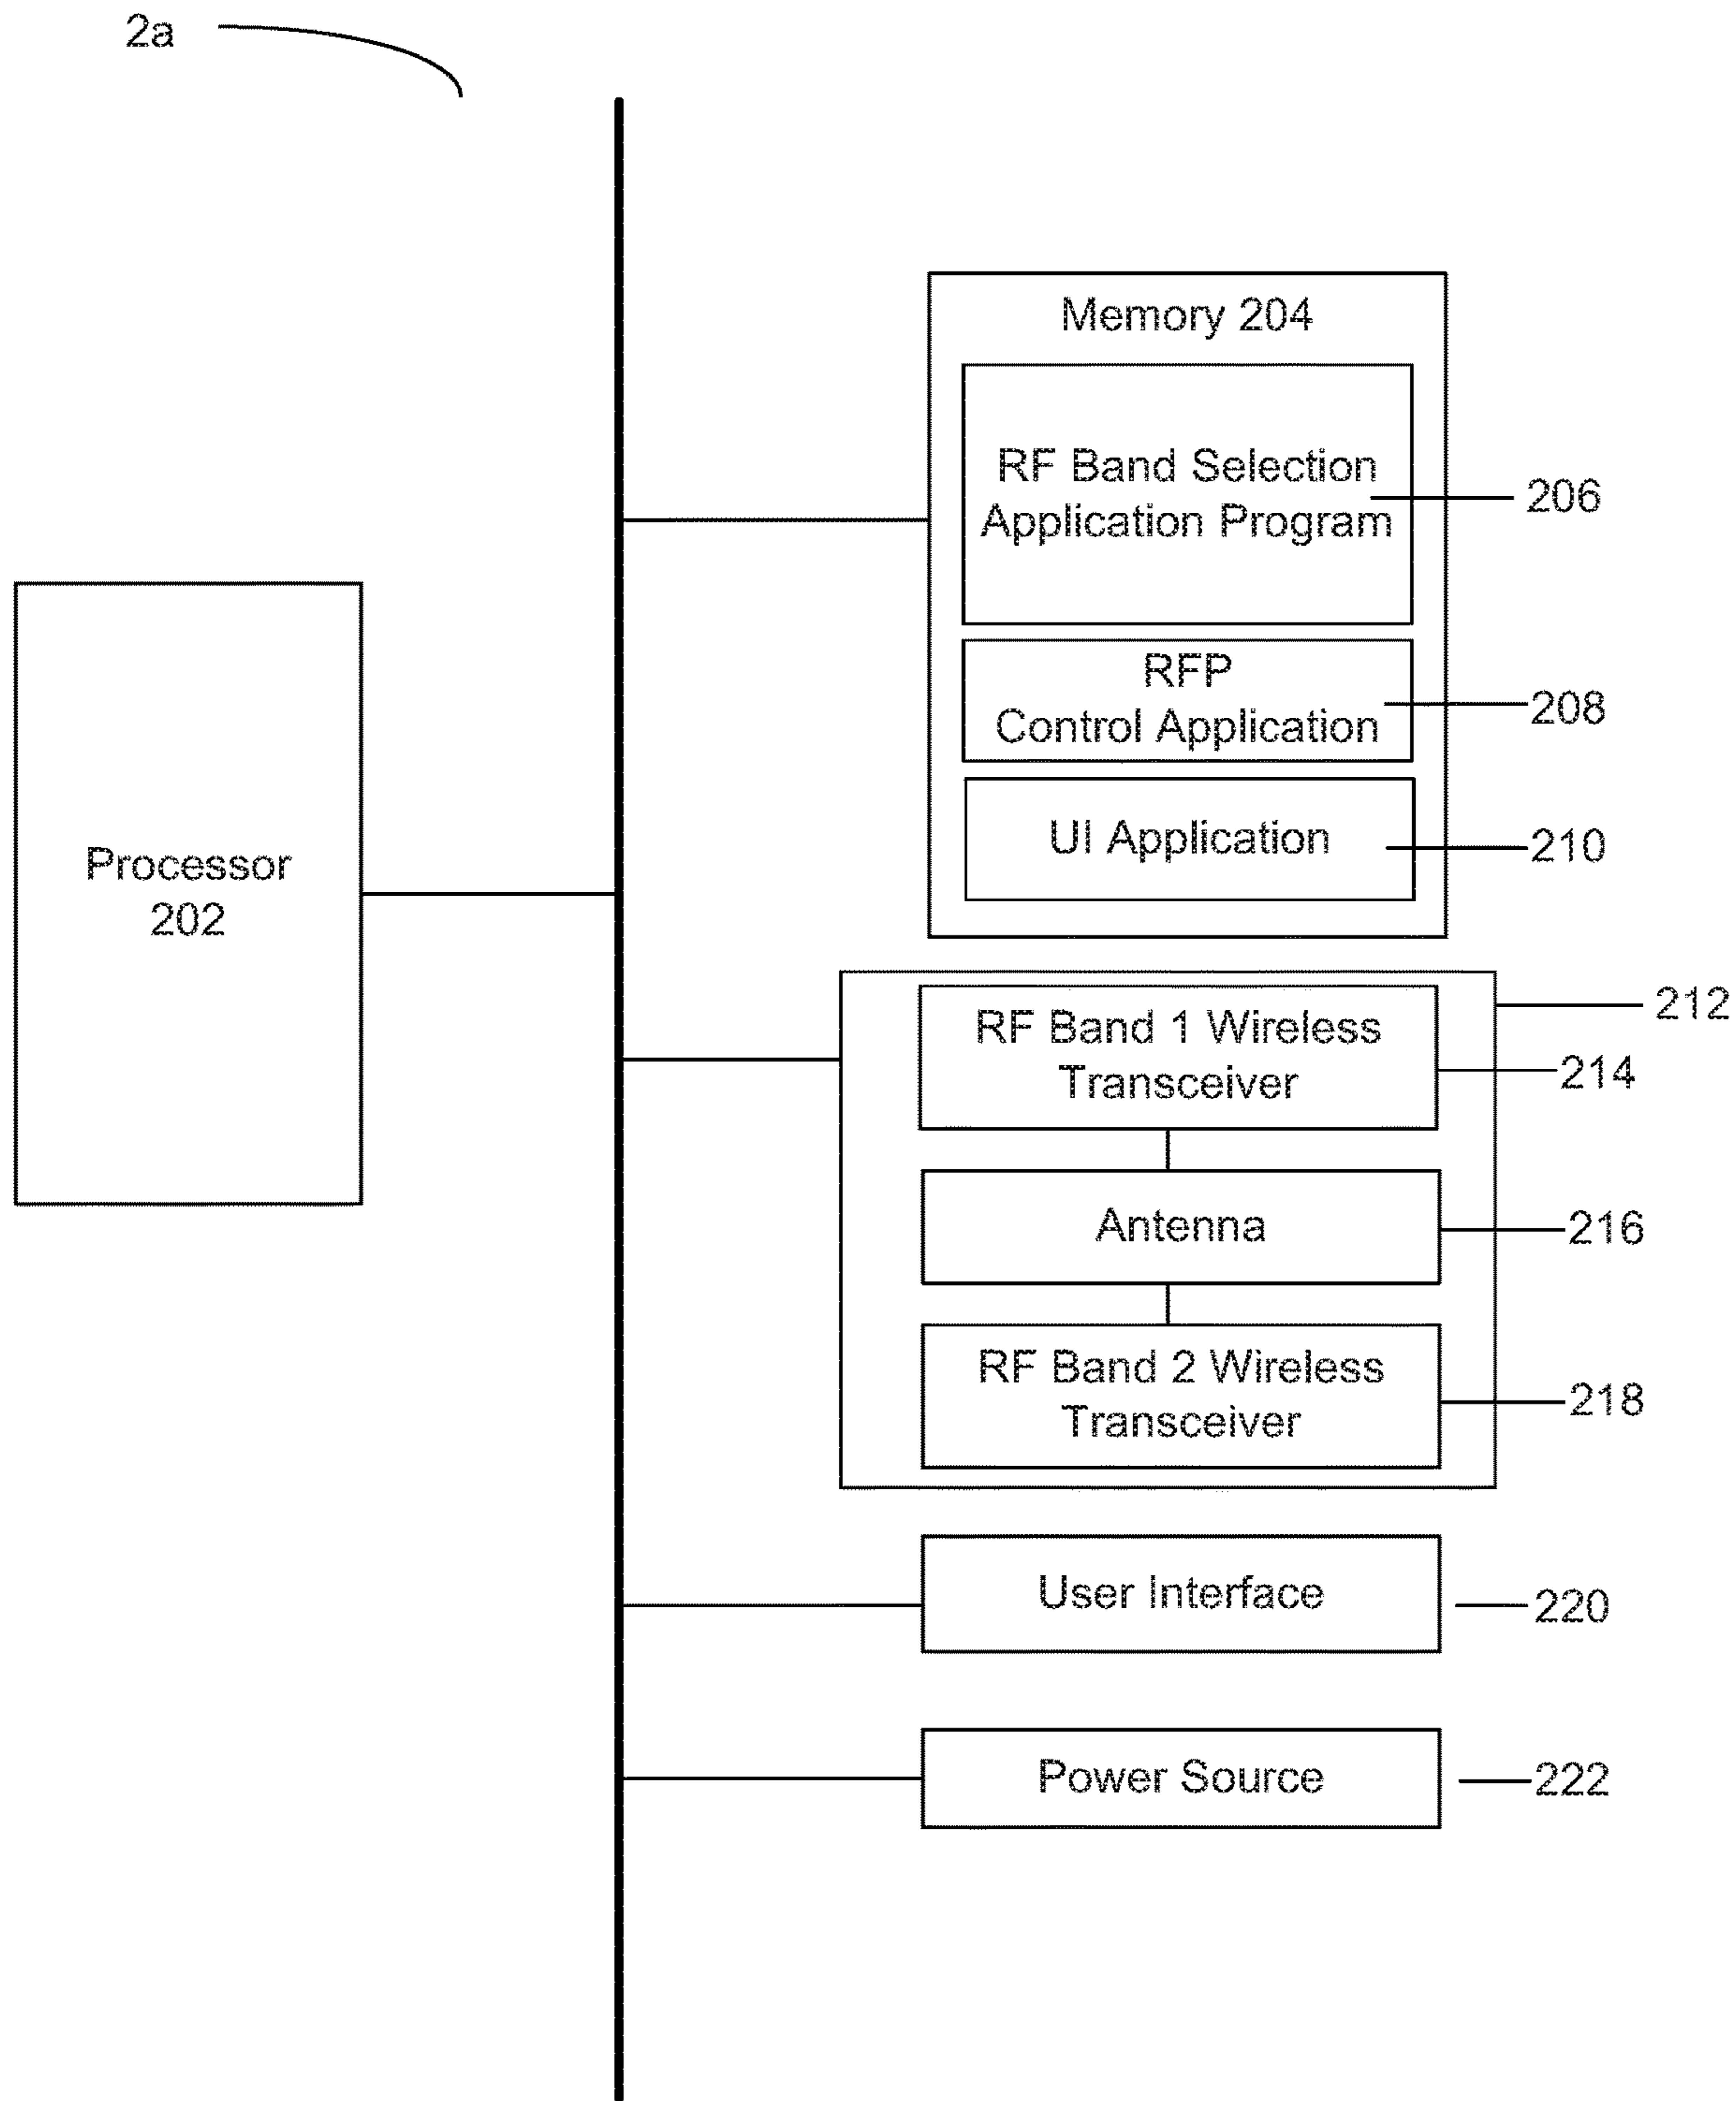 2a
Memory 204
RF Band Selection
Application Program
206
RFP
Control Application
208
UI Application
210
Processor
202
212
RF Band 1 Wireless
Transceiver
214
Antenna
216
RF Band 2 Wireless
Transceiver
218
User Interface
220
Power Source
222